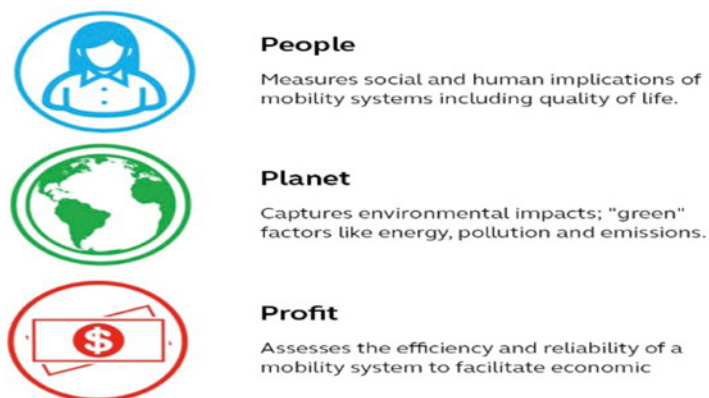 People
Measures social and human implications of
mobility systems including quality of life.
Planet
Captures environmental impacts; "green"
factors like energy, pollution and emissions.
$
Profit
Assesses the efficiency and reliability of a
mobility system to facilitate economic